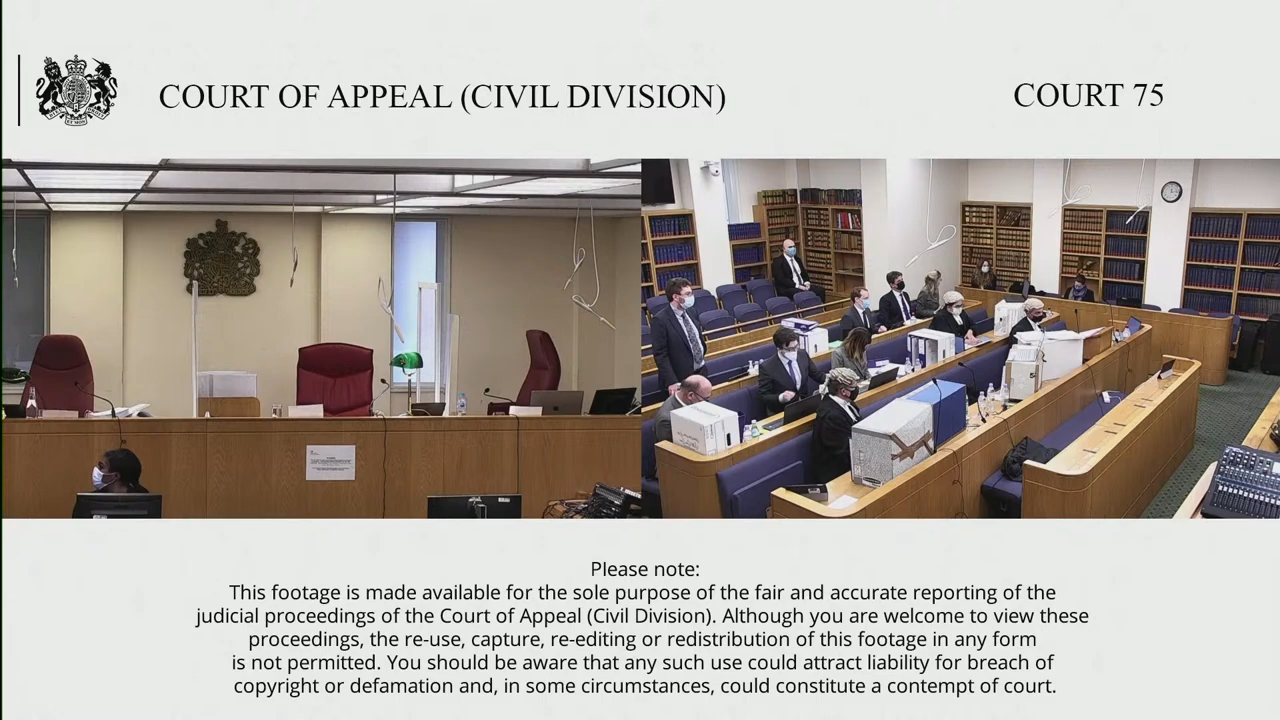 COURT OF APPEAL (CIVIL DIVISION)
COURT 75
Please note:
This footage is made available for the sole purpose of the fair and accurate reporting of the
judicial proceedings of the Court of Appeal (Civil Division). Although you are welcome to view these
proceedings, the re-use, capture, re-editing or redistribution of this footage in any form
is not permitted. You should be aware that any such use could attract liability for breach of
copyright or defamation and, in some circumstances, could constitute a contempt of court.